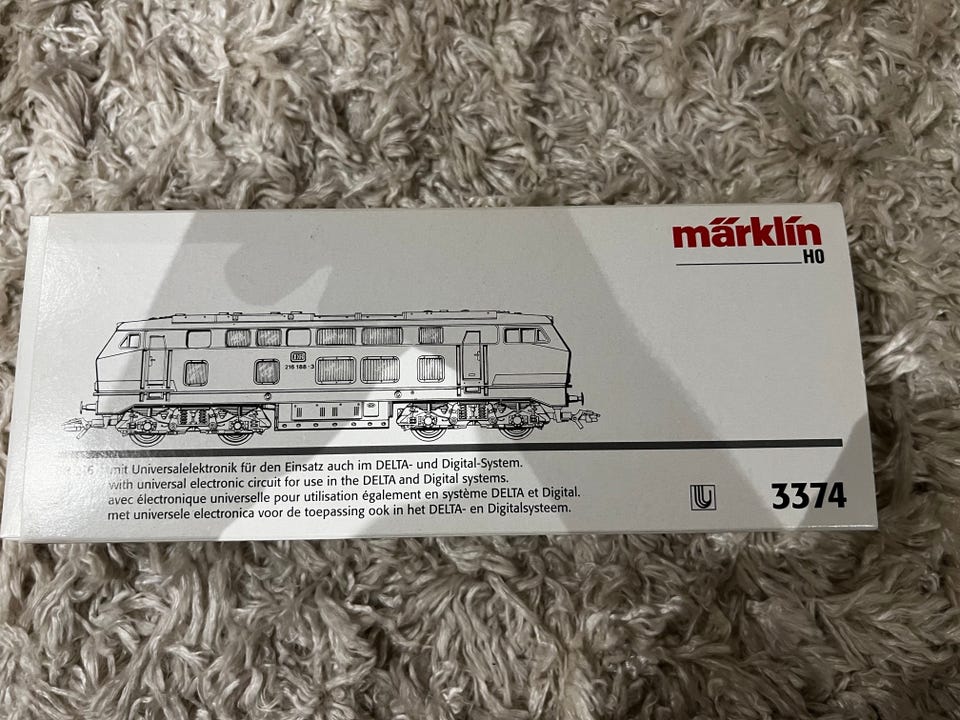 märklin
HO
DB
216 188-3
mit Universalelektronik für den Einsatz auch im DELTA- und Digital-System.
with universal electronic circuit for use in the DELTA and Digital systems.
avec électronique universelle pour utilisation également en système DELTA et Digital.
met universele electronica voor de toepassing ook in het DELTA- en Digitalsysteem.
3374